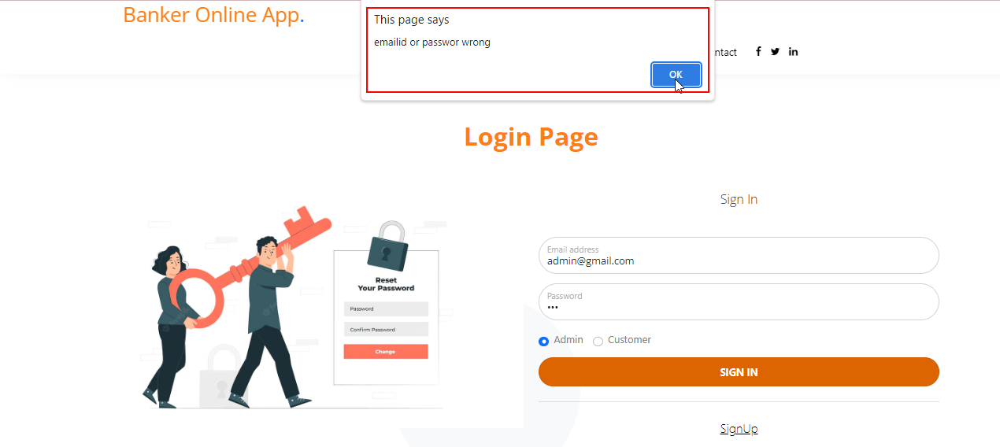 Banker Online App.
This page says
emailid or passwor wrong
OK
ntact
Login Page
Sign In
Email address
admin@gmail.com
Password
•••
Admin Customer
SIGN IN
SignUp
Reset
Your Password
Password
Confirm Password
Change